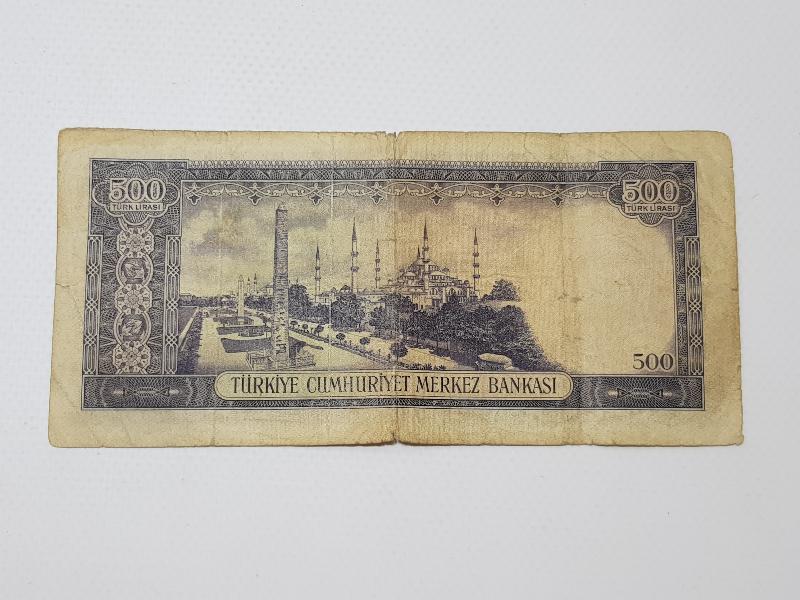 500
TÜRK LİRASI
500
TÜRK LİRASI
500
TÜRKİYE CUMHURİYET MERKEZ BANKASI